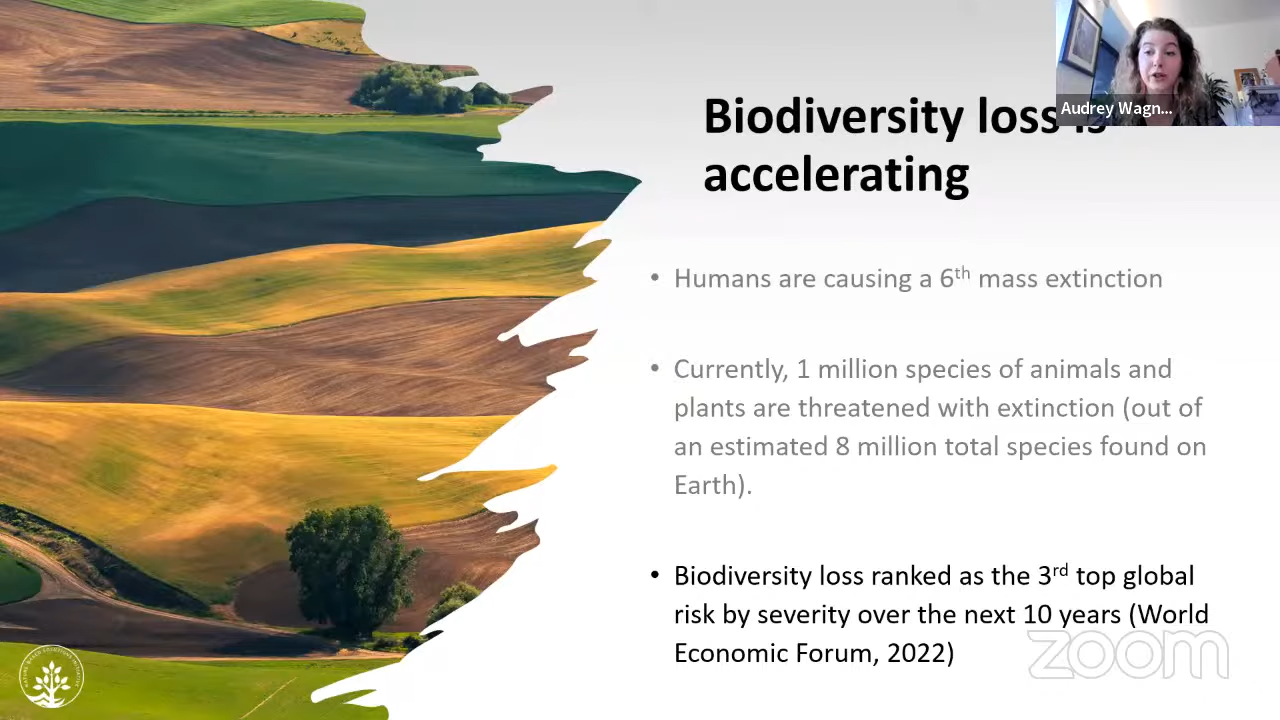 Audrey Wagn...
Biodiversity loss is
accelerating
• Humans are causing a 6th mass extinction
• Currently, 1 million species of animals and
plants are threatened with extinction (out of
an estimated 8 million total species found on
Earth).
• Biodiversity loss ranked as the 3rd top global
risk by severity over the next 10 years (World
Economic Forum, 2022)
zoom